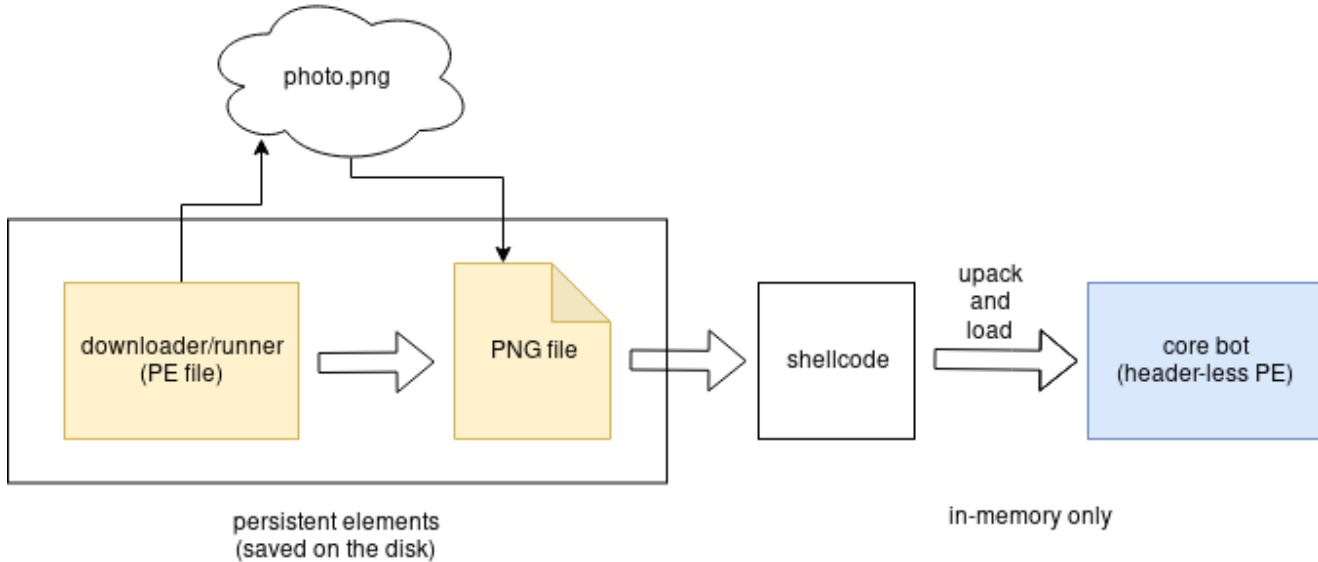 photo.png
downloader/runner
(PE file)
PNG file
shellcode
upack
and
load
core bot
(header-less PE)
persistent elements
(saved on the disk)
in-memory only